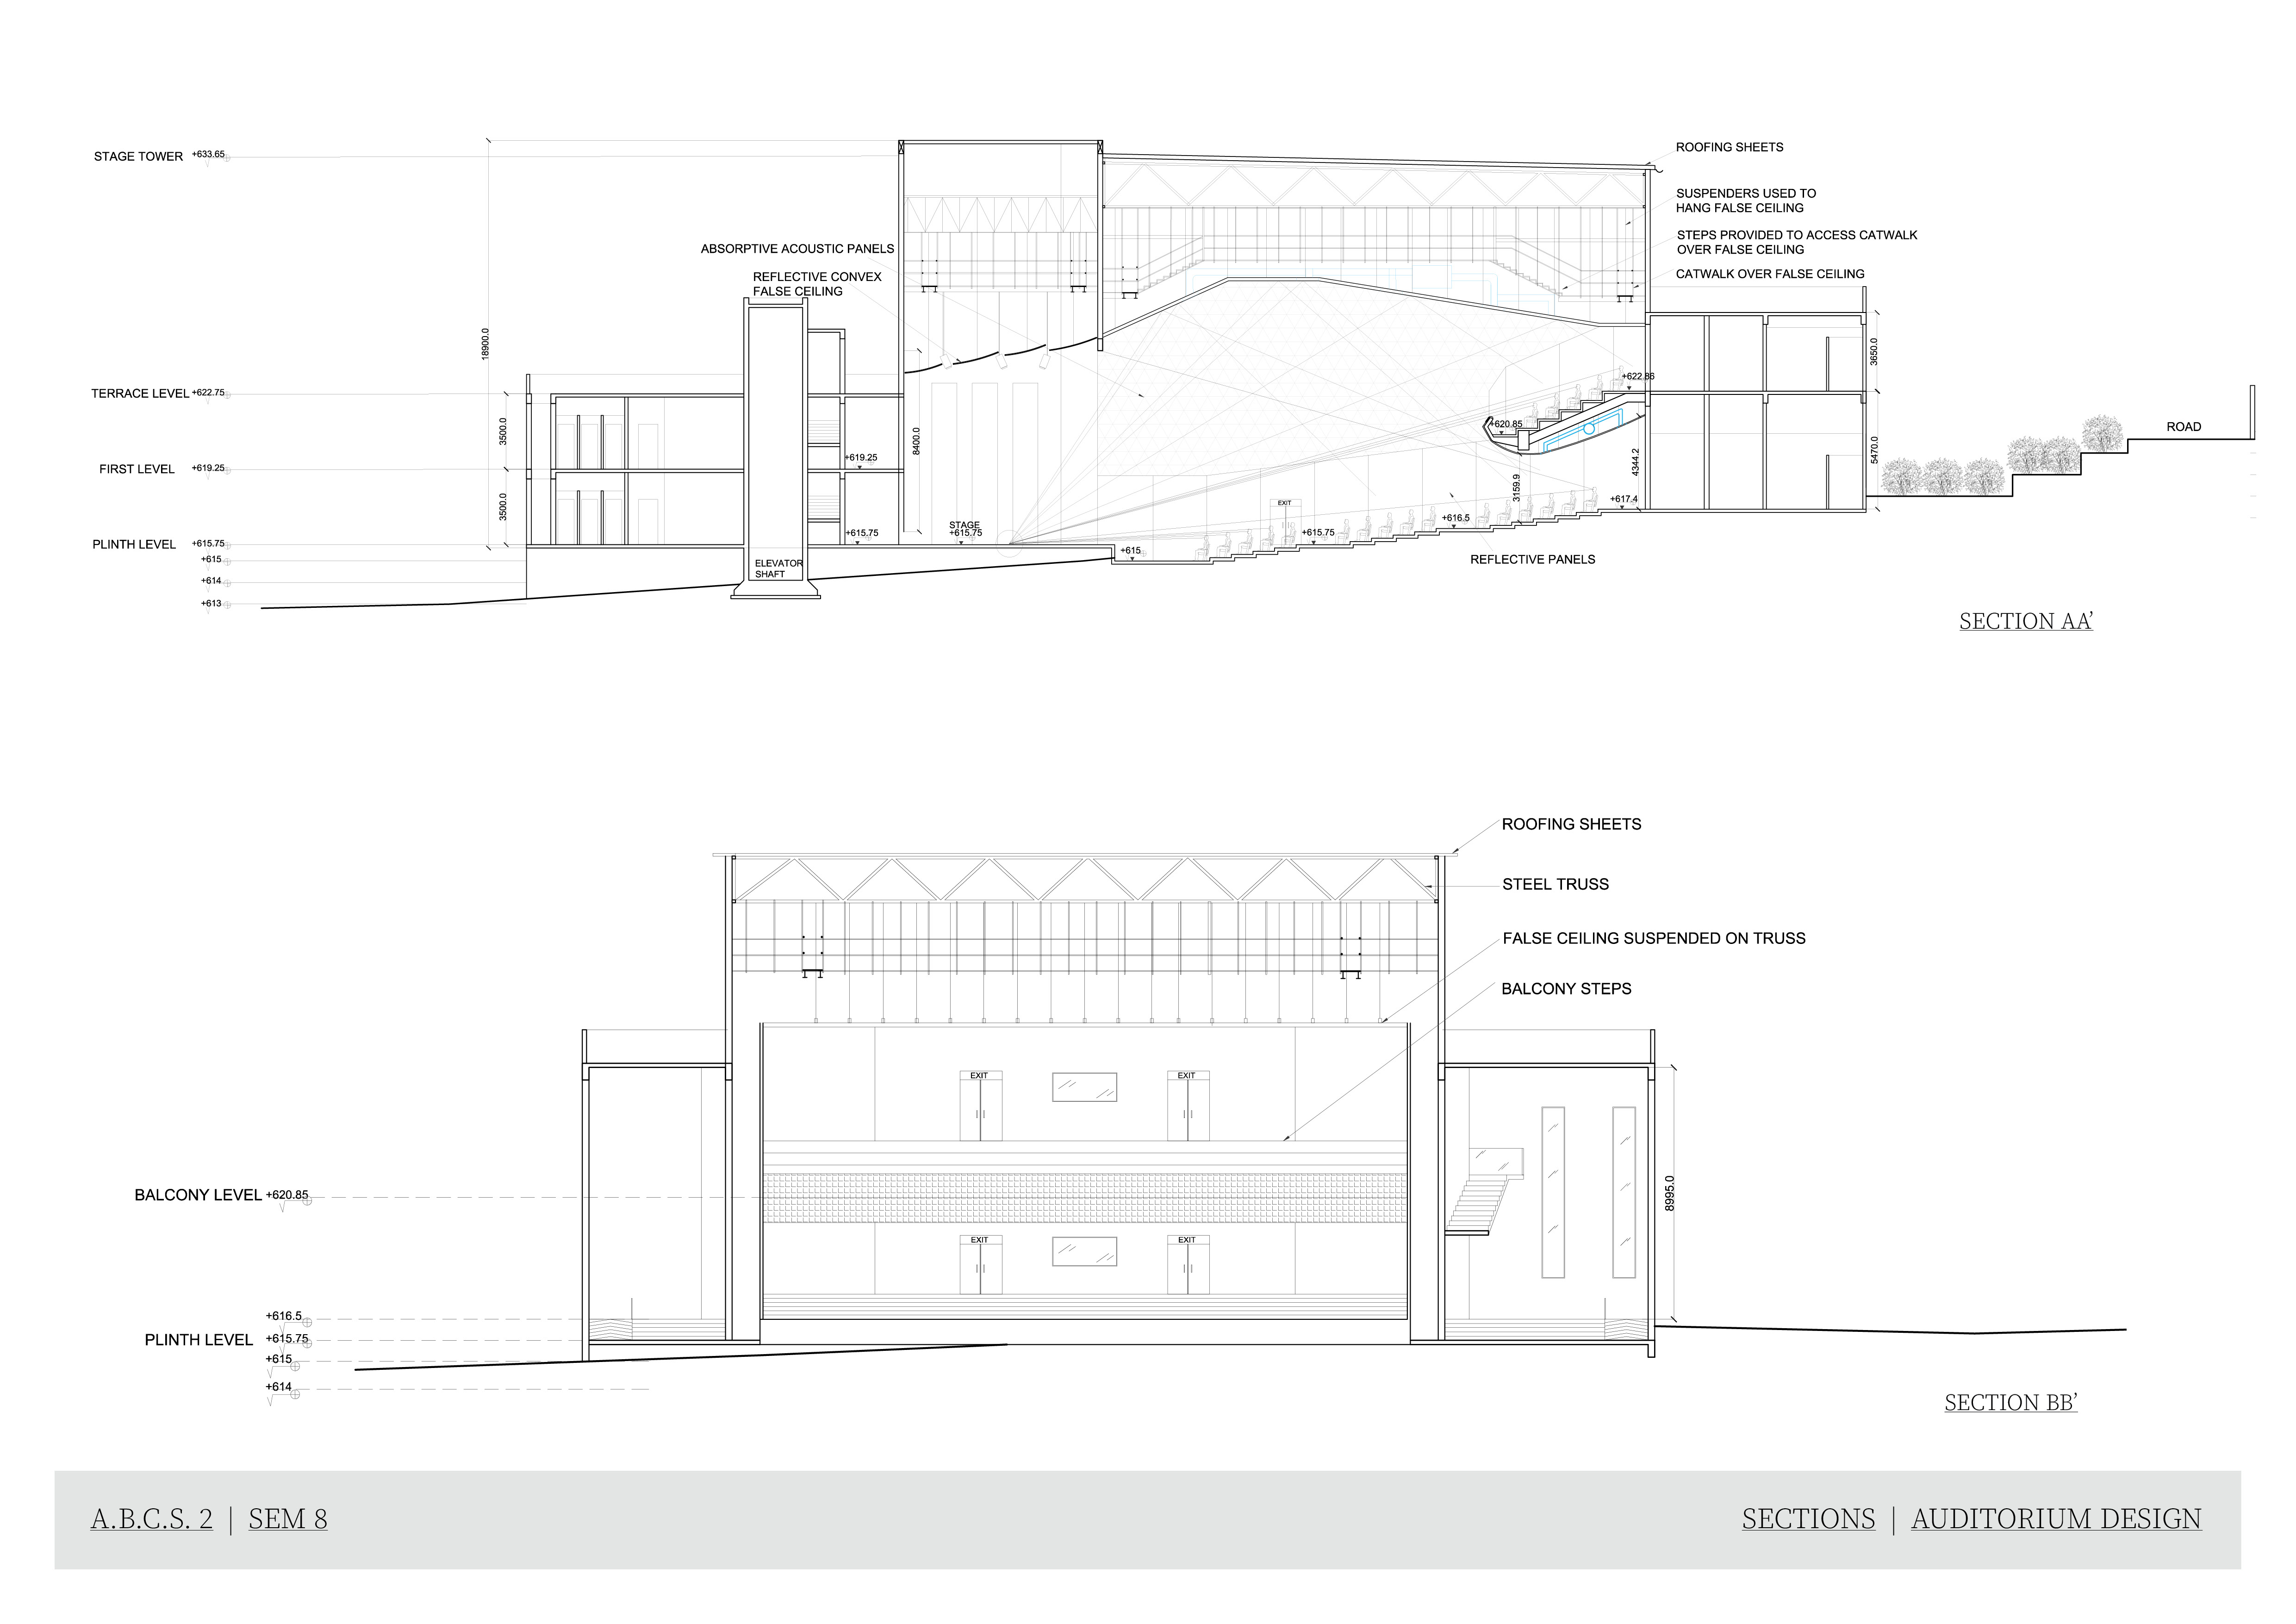 STAGE TOWER +633.65
ROOFING SHEETS
SUSPENDERS USED TO
HANG FALSE CEILING
STEPS PROVIDED TO ACCESS CATWALK
OVER FALSE CEILING
CATWALK OVER FALSE CEILING
ABSORPTIVE ACOUSTIC PANELS
REFLECTIVE CONVEX
FALSE CEILING
18900.0
3650.0
TERRACE LEVEL +622.75
+622.86
3500.0
8400.0
+620.85
ROAD
5470.0
FIRST LEVEL +619.25
+619.25
4344.2
3159.9
3500.0
EXIT
+617.4
+616.5
PLINTH LEVEL +615.75
+615.75
STAGE
+615.75
+615.75
+615
+615
ELEVATOR
SHAFT
REFLECTIVE PANELS
+614
+613
SECTION AA’
ROOFING SHEETS
STEEL TRUSS
FALSE CEILING SUSPENDED ON TRUSS
BALCONY STEPS
EXIT
EXIT
BALCONY LEVEL +620.85
8995.0
EXIT
EXIT
+616.5
PLINTH LEVEL +615.75
+615
+614
SECTION BB’
A.B.C.S. 2 | SEM 8
SECTIONS | AUDITORIUM DESIGN